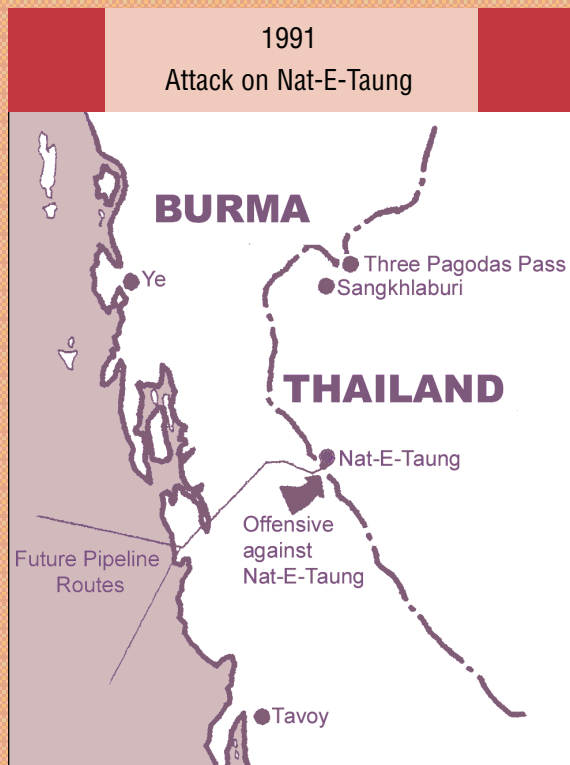 1991
Attack on Nat-E-Taung
BURMA
Three Pagodas Pass
Ye
Sangkhlaburi
THAILAND
Nat-E-Taung
Offensive
against
Nat-E-Taung
Future Pipeline
Routes
Tavoy